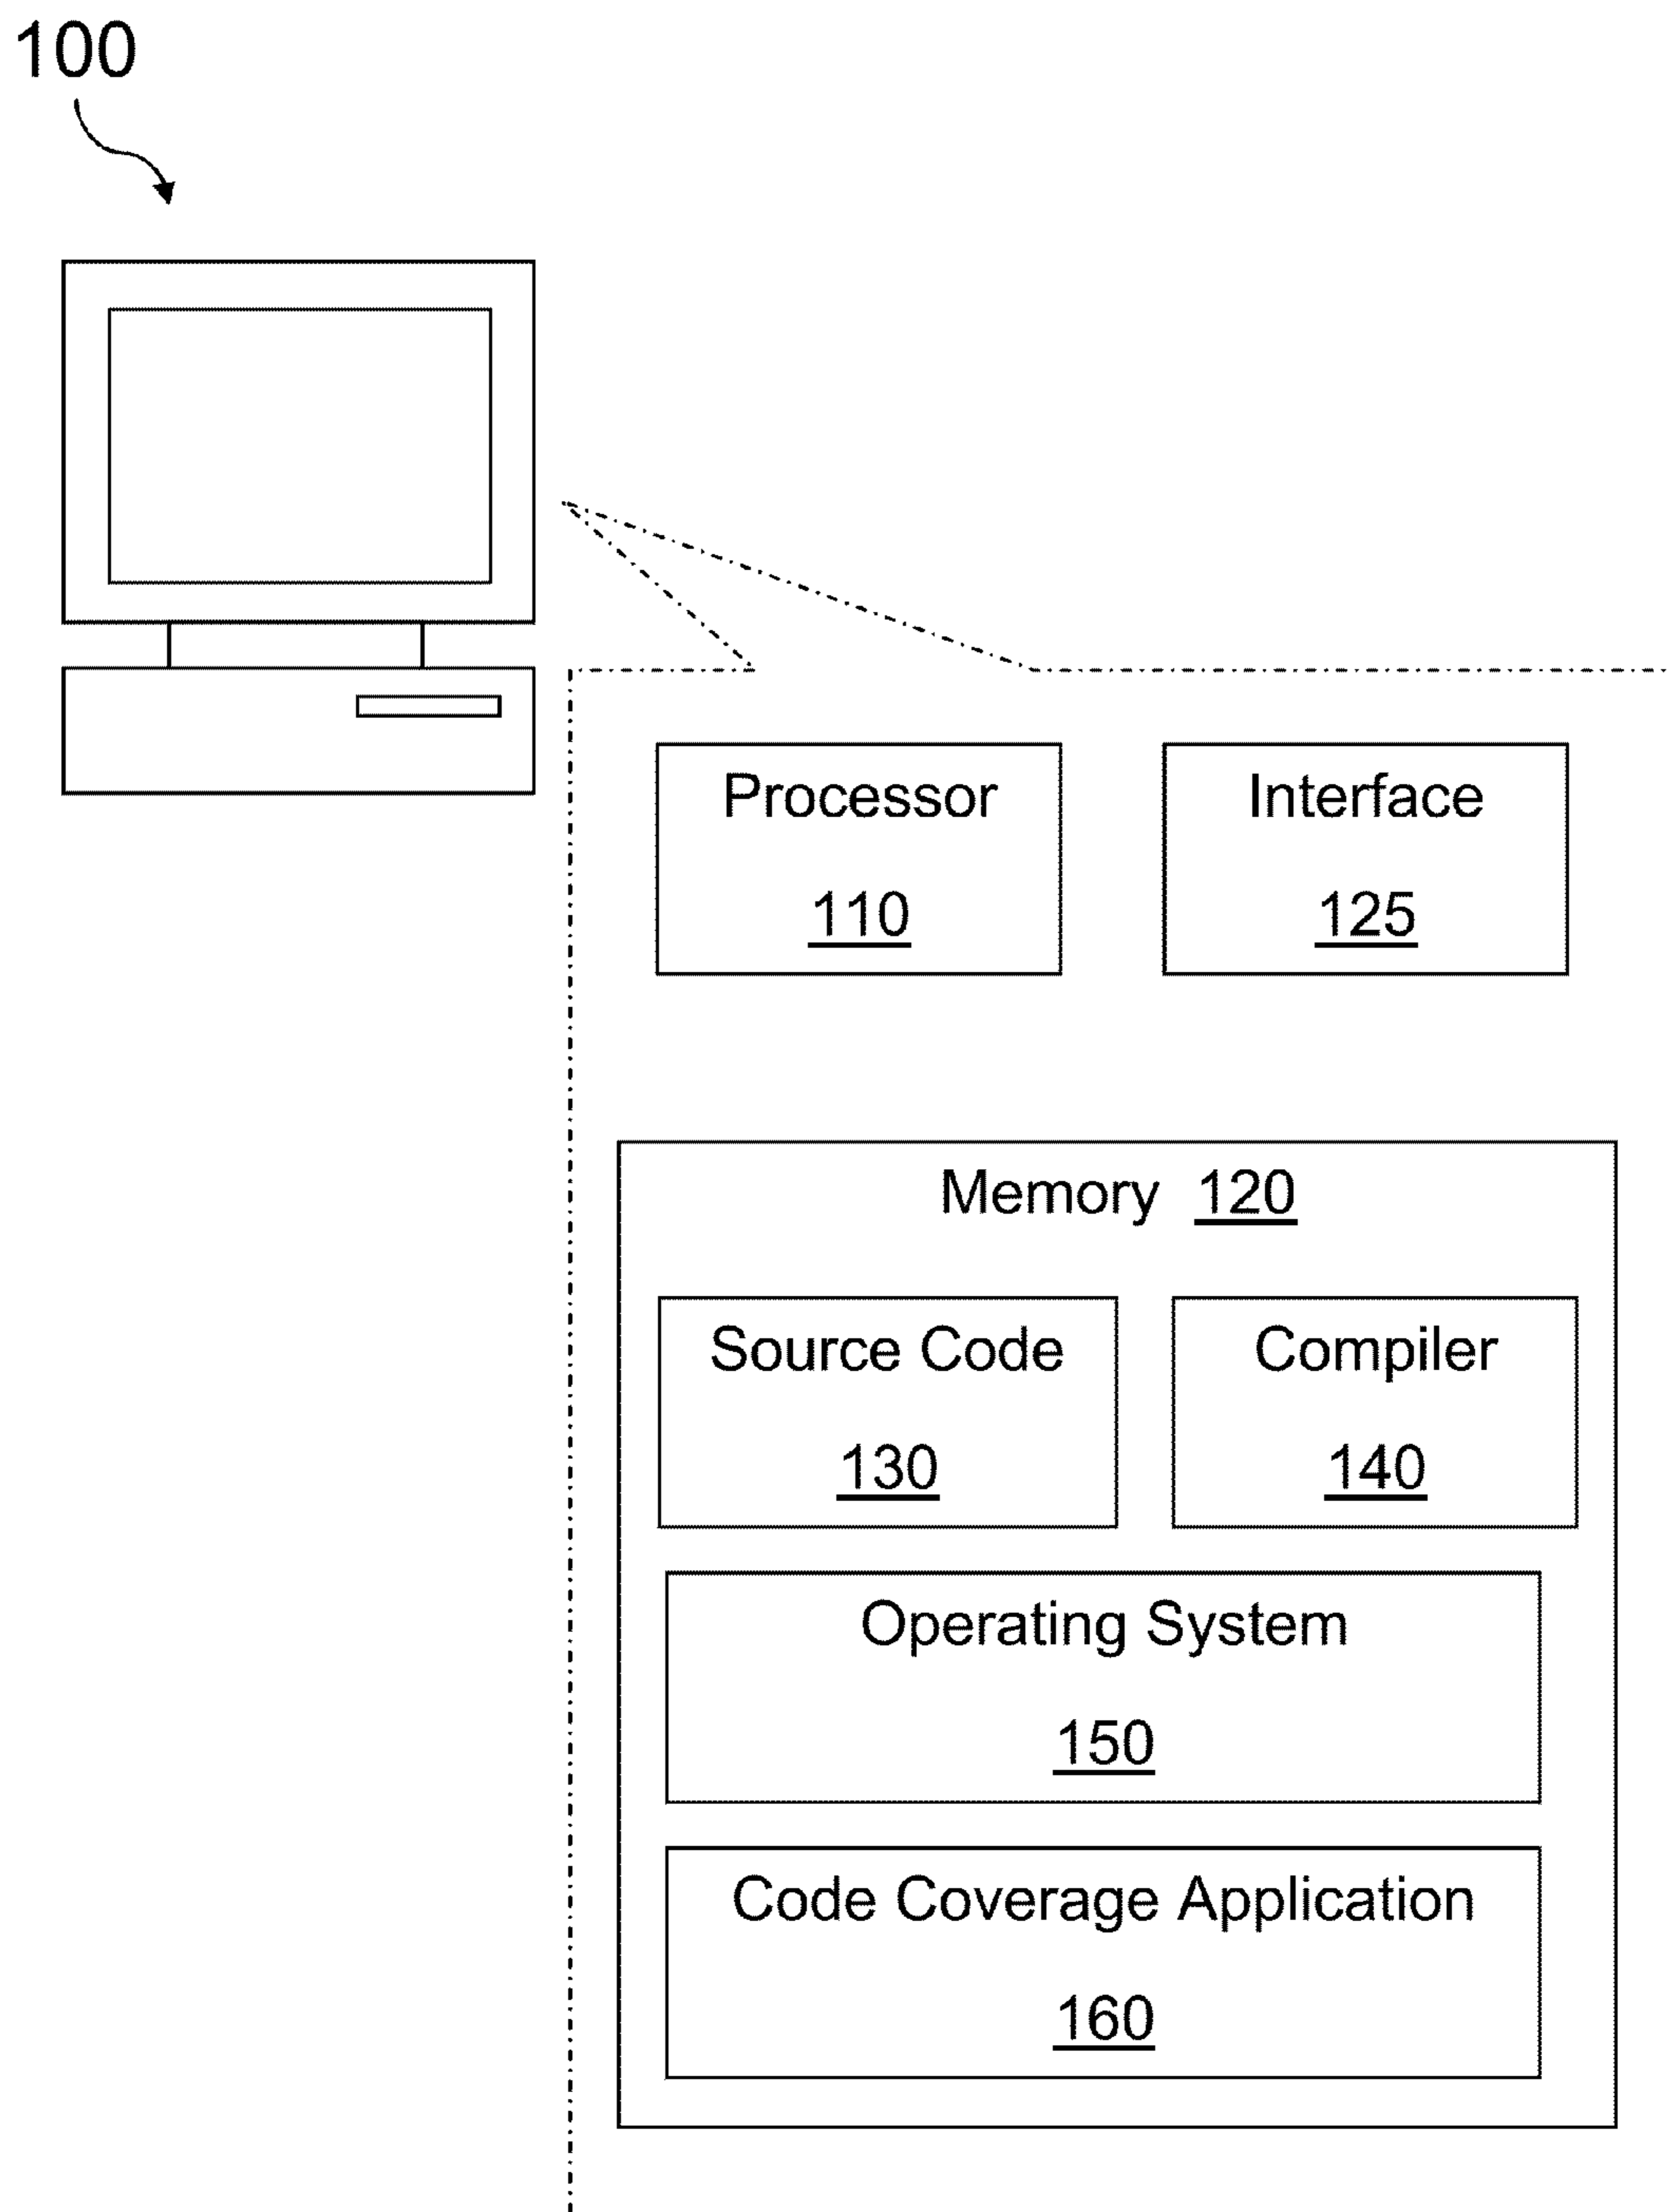 100
Processor
110
Interface
125
Memory 120
Source Code
130
Compiler
140
Operating System
150
Code Coverage Application
160